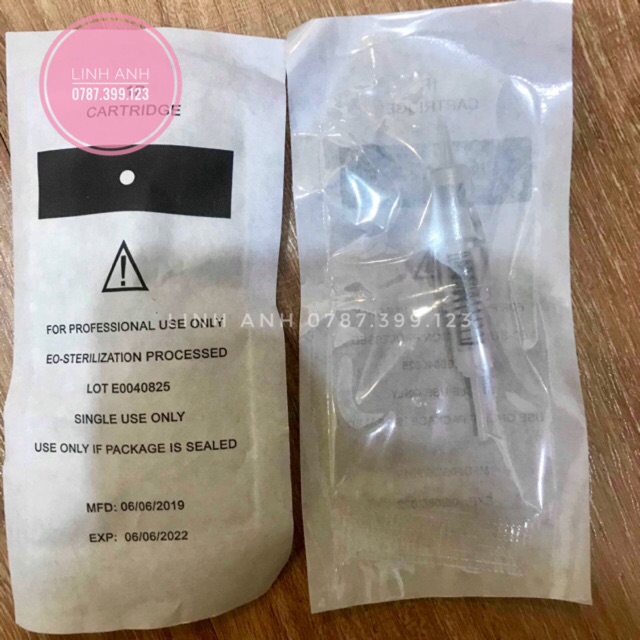 LINH ANH
0787.399.123
CARTRIDGE
FOR PROFESSIONAL USE ONLY
LINH ANH 0787.399.123
EO-STERILIZATION PROCESSED
LOT E0040825
SINGLE USE ONLY
USE ONLY IF PACKAGE IS SEALED
MFD: 06/06/2019
EXP: 06/06/2022
CARTRIDGE